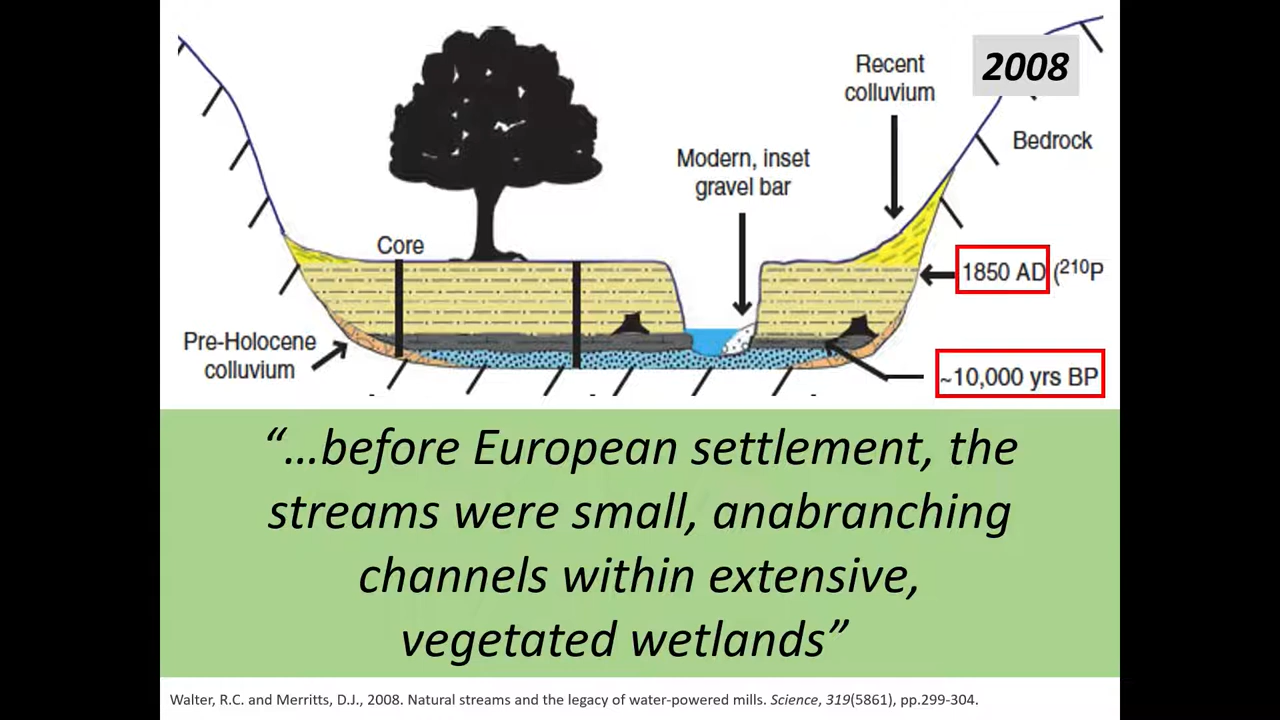 2008
Recent
colluvium
Bedrock
Modern, inset
gravel bar
Core
1850 AD (²¹⁰P
Pre-Holocene
colluvium
~10,000 yrs BP
“…before European settlement, the
streams were small, anabranching
channels within extensive,
vegetated wetlands”
Walter, R.C. and Merritts, D.J., 2008. Natural streams and the legacy of water-powered mills. Science, 319(5861), pp.299-304.